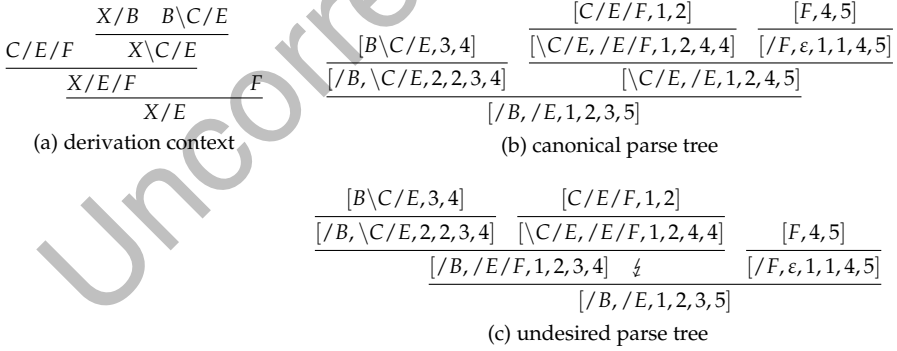 X/B B\C/E
C/E/F X\C/E
X/E/F F
X/E
(a) derivation context
[C/E/F, 1, 2] [F, 4, 5]
[B\C/E, 3, 4] [\C/E, /E/F, 1, 2, 4, 4] [/F, ε, 1, 1, 4, 5]
[/B, \C/E, 2, 2, 3, 4] [\C/E, /E, 1, 2, 4, 5]
[/B, /E, 1, 2, 3, 5]
(b) canonical parse tree
[B\C/E, 3, 4] [C/E/F, 1, 2]
[/B, \C/E, 2, 2, 3, 4] [\C/E, /E/F, 1, 2, 4, 4] [F, 4, 5]
[/B, /E/F, 1, 2, 3, 4] ↯ [/F, ε, 1, 1, 4, 5]
[/B, /E, 1, 2, 3, 5]
(c) undesired parse tree
Uncorre